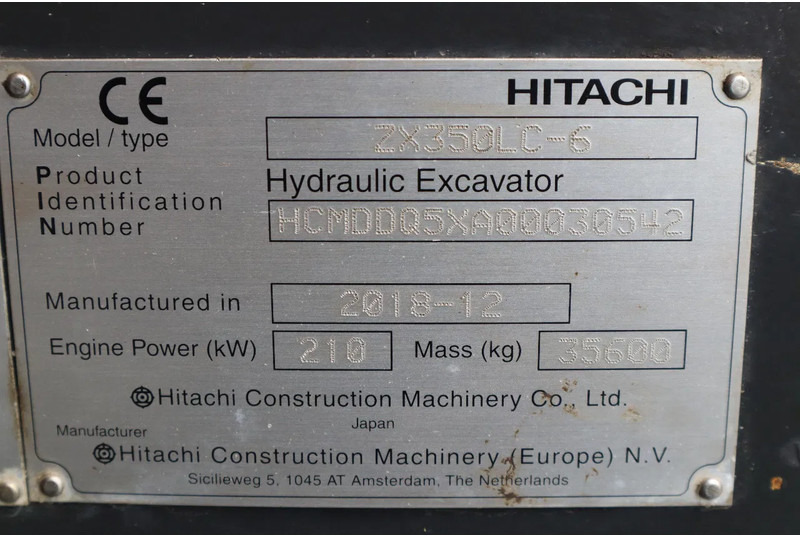 CE HITACHI
Model / type ZX350LC-6
Product Hydraulic Excavator
Identification
Number HCMDDQ5XA00030542
Manufactured in 2018-12
Engine Power (kW) 210 Mass (kg) 35600
Hitachi Construction Machinery Co., Ltd.
Japan
Manufacturer
Hitachi Construction Machinery (Europe) N.V.
Sicilieweg 5, 1045 AT Amsterdam, The Netherlands